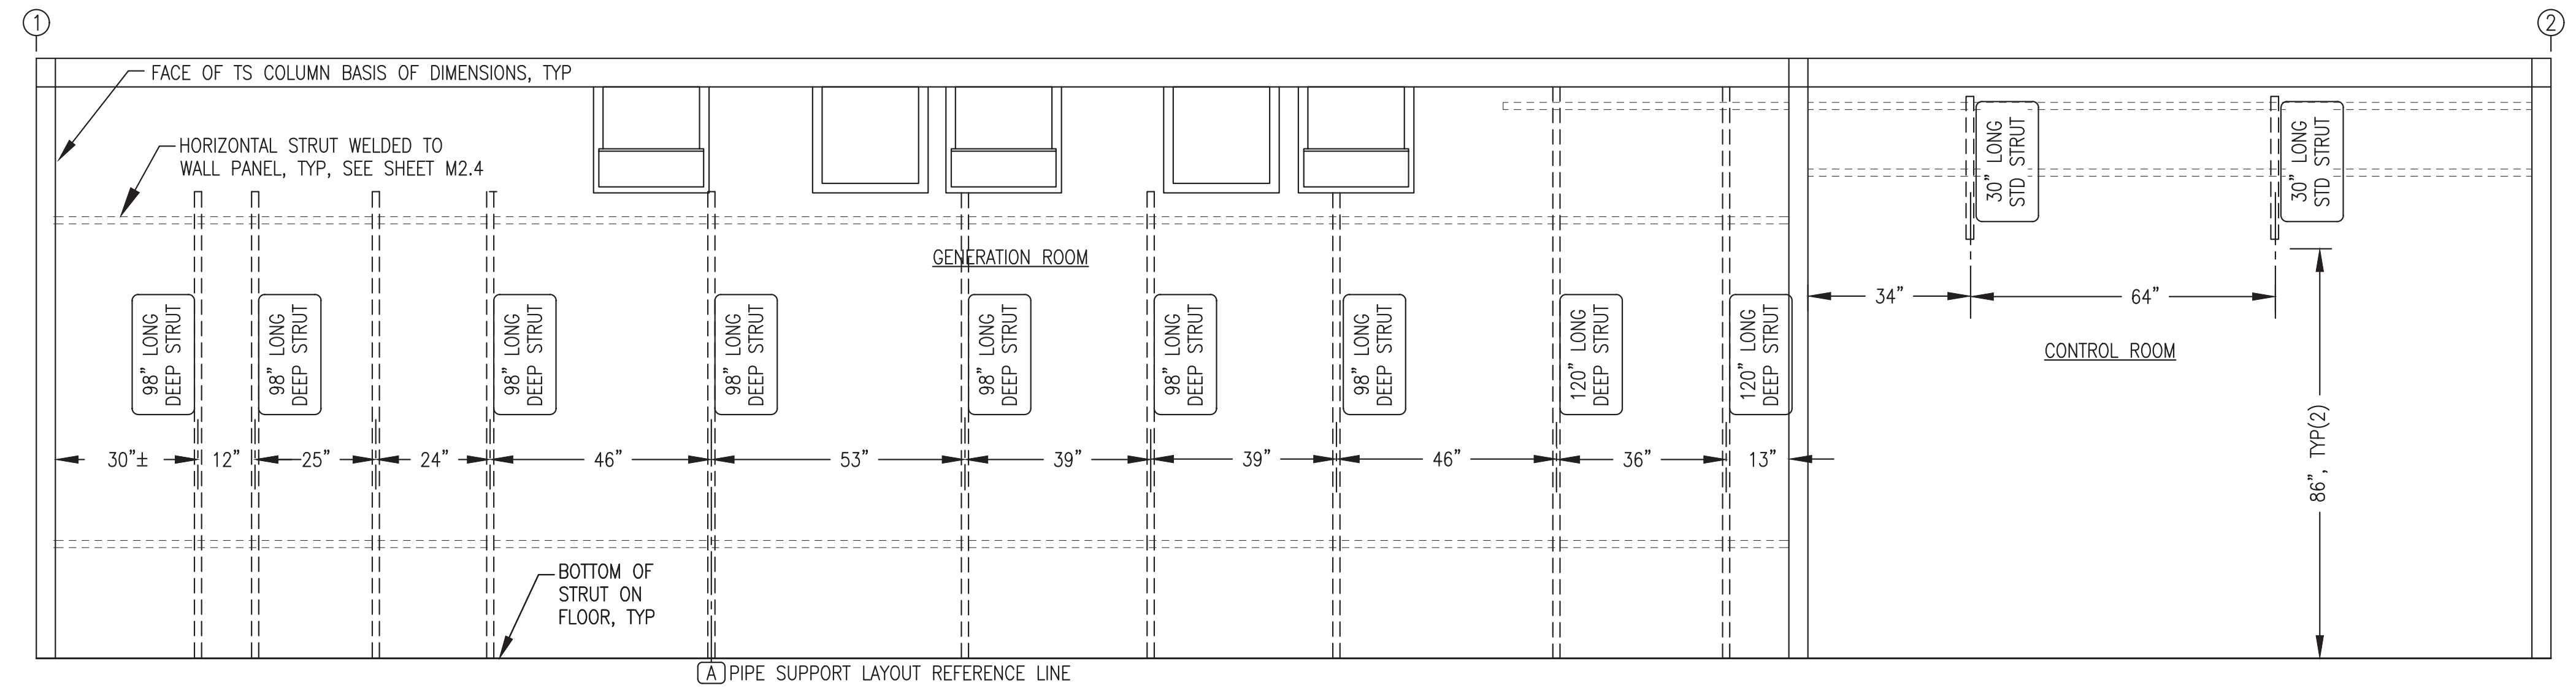 1
2
FACE OF TS COLUMN BASIS OF DIMENSIONS, TYP
HORIZONTAL STRUT WELDED TO
WALL PANEL, TYP, SEE SHEET M2.4
30” LONG
STD STRUT
30” LONG
STD STRUT
GENERATION ROOM
34”
64”
CONTROL ROOM
98” LONG
DEEP STRUT
98” LONG
DEEP STRUT
98” LONG
DEEP STRUT
98” LONG
DEEP STRUT
98” LONG
DEEP STRUT
98” LONG
DEEP STRUT
98” LONG
DEEP STRUT
120” LONG
DEEP STRUT
120” LONG
DEEP STRUT
30”±
12”
25”
24”
46”
53”
39”
39”
46”
36”
13”
86”, TYP(2)
BOTTOM OF
STRUT ON
FLOOR, TYP
A PIPE SUPPORT LAYOUT REFERENCE LINE